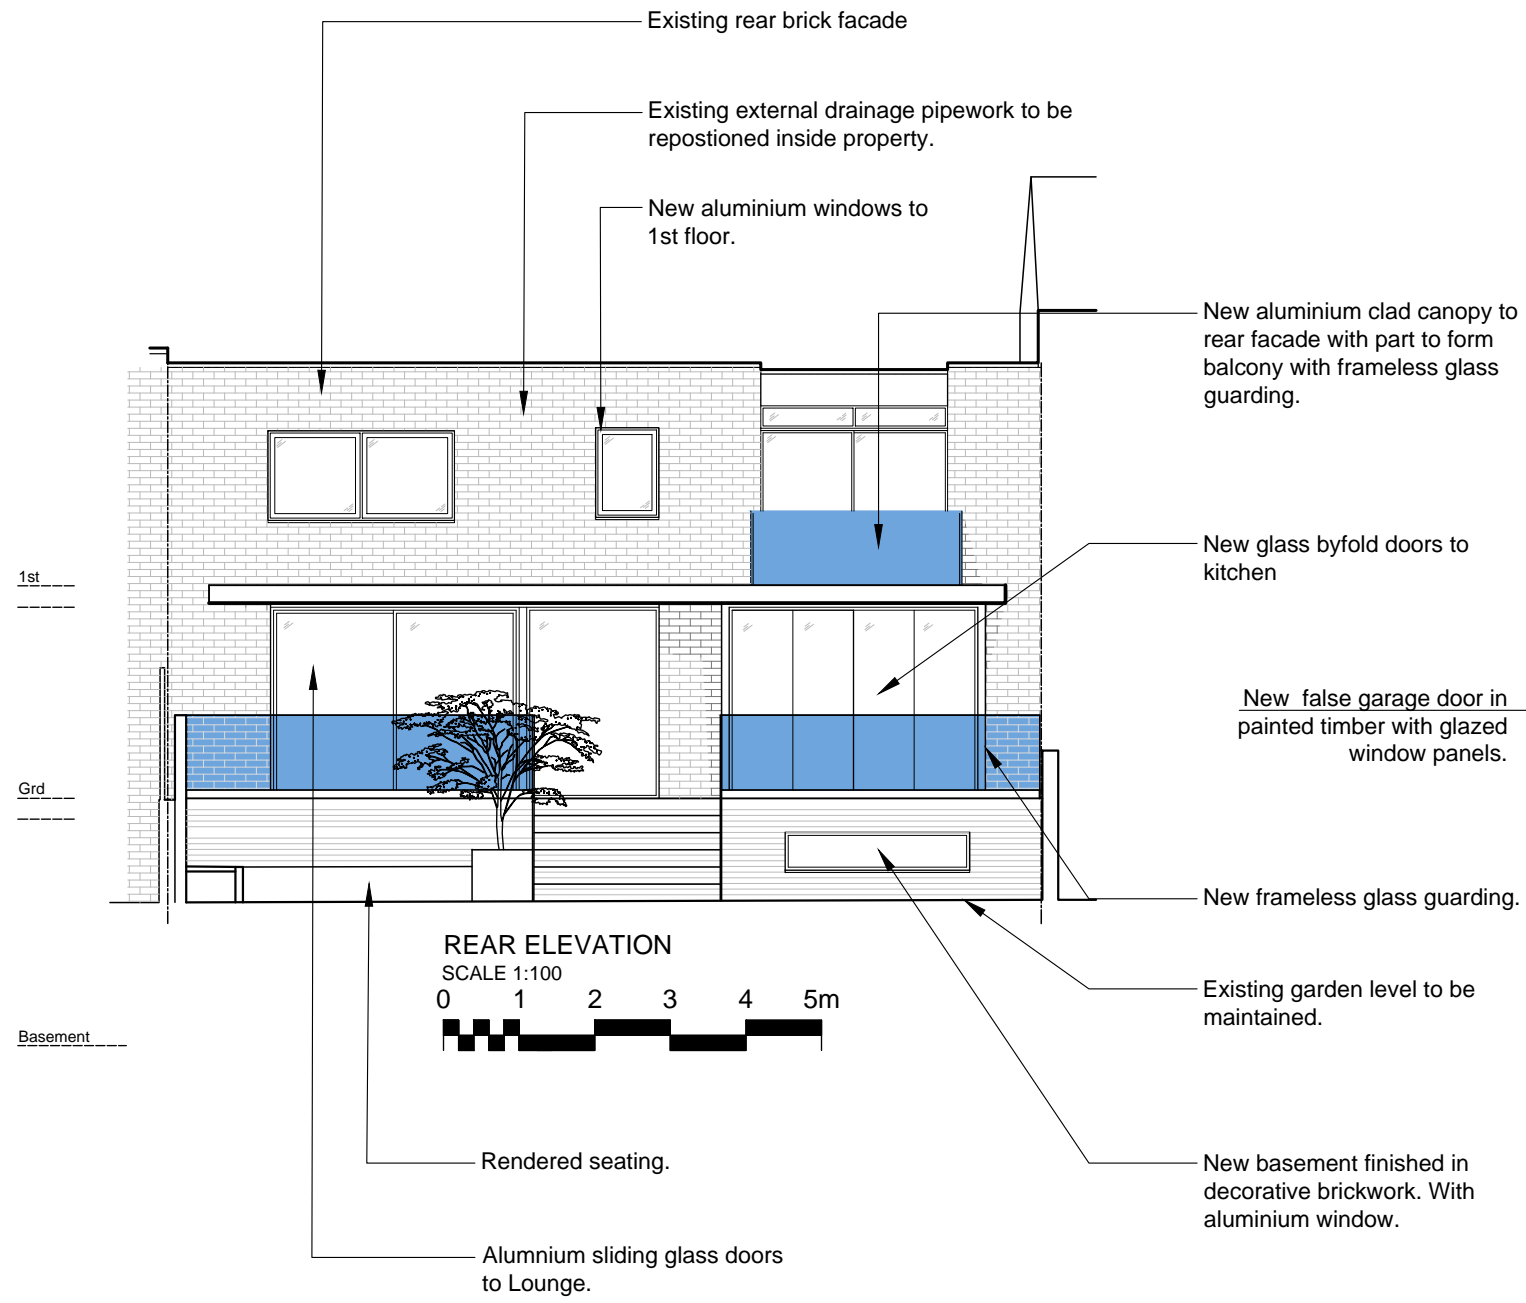 Existing rear brick facade
Existing external drainage pipework to be
repostioned inside property.
New aluminium windows to
1st floor.
New aluminium clad canopy to
rear facade with part to form
balcony with frameless glass
guarding.
New glass byfold doors to
kitchen
1st
New false garage door in
painted timber with glazed
window panels.
Grd
New frameless glass guarding.
REAR ELEVATION
SCALE 1:100
0 1 2 3 4 5m
Existing garden level to be
maintained.
Basement
Rendered seating.
New basement finished in
decorative brickwork. With
aluminium window.
Alumnium sliding glass doors
to Lounge.